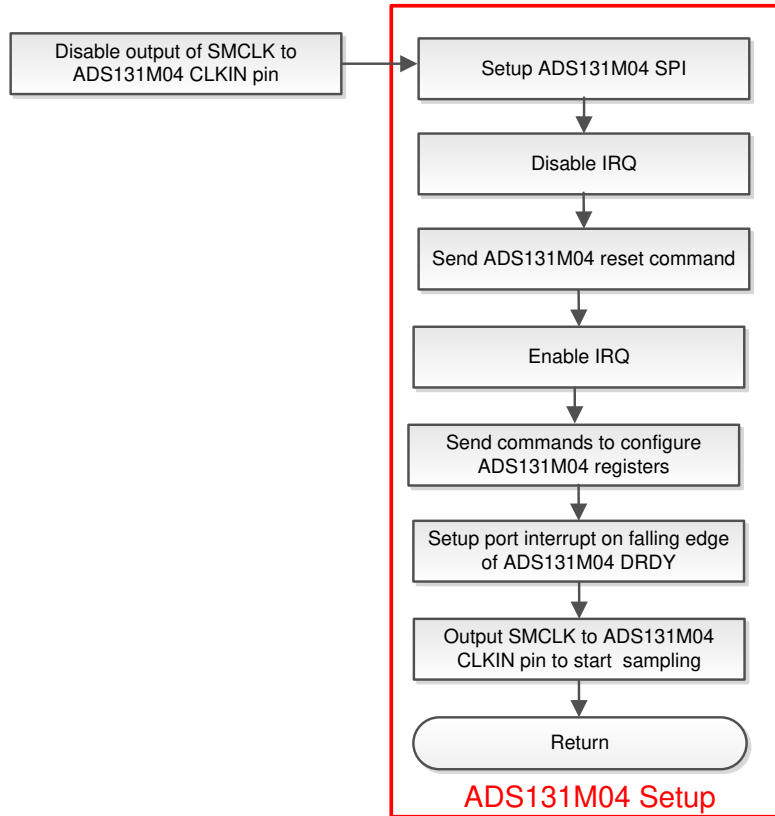 Disable output of SMCLK to
ADS131M04 CLKIN pin
Setup ADS131M04 SPI
Disable IRQ
Send ADS131M04 reset command
Enable IRQ
Send commands to configure
ADS131M04 registers
Setup port interrupt on falling edge
of ADS131M04 DRDY
Output SMCLK to ADS131M04
CLKIN pin to start sampling
Return
ADS131M04 Setup